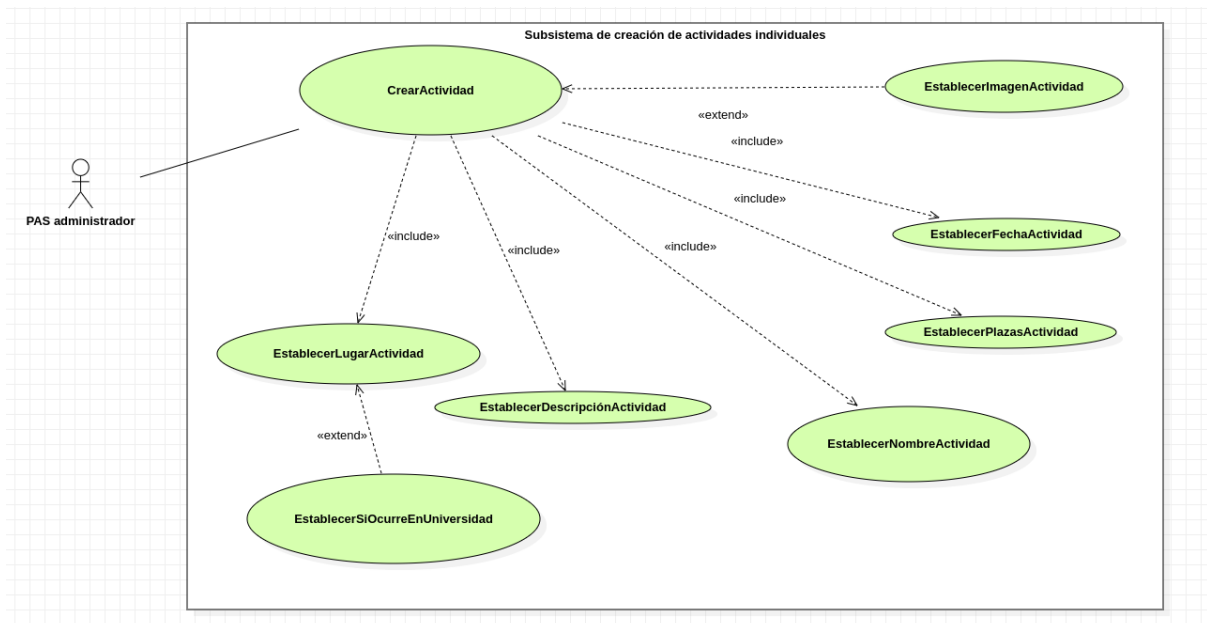 Subsistema de creación de actividades individuales
CrearActividad
EstablecerImagenActividad
«extend»
«include»
PAS administrador
«include»
EstablecerFechaActividad
«include»
«include»
«include»
EstablecerPlazasActividad
EstablecerLugarActividad
EstablecerDescripciónActividad
«extend»
EstablecerNombreActividad
EstablecerSiOcurreEnUniversidad